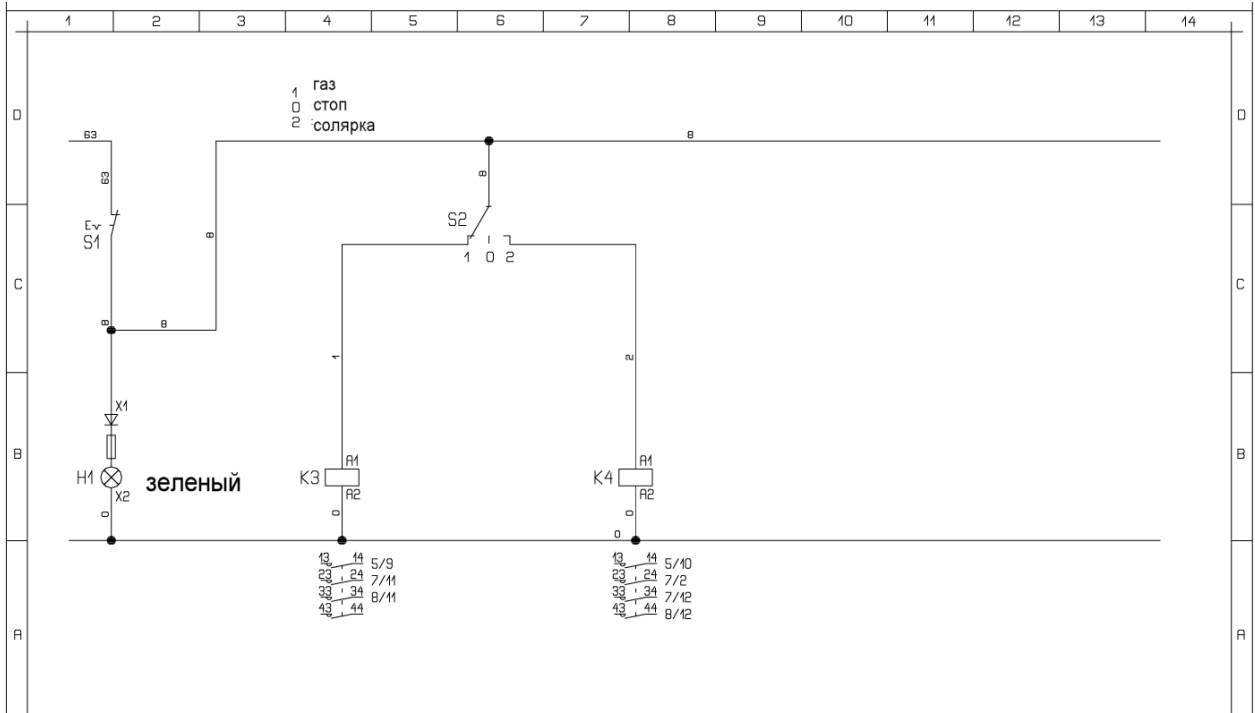 1 2 3 4 5 6 7 8 9 10 11 12 13 14
1 газ
0 стоп
2 солярка
D D
63 8
63
8
S2
S1
8
1 0 2
C C
8 8
1 2
X1
B B
H1 зеленый
X2
K3 A1
A2
K4 A1
A2
0 0 0
0
13 14 5/9
23 24 7/11
33 34 8/11
43 44
13 14 5/10
23 24 7/2
33 34 7/12
43 44 8/12
A A